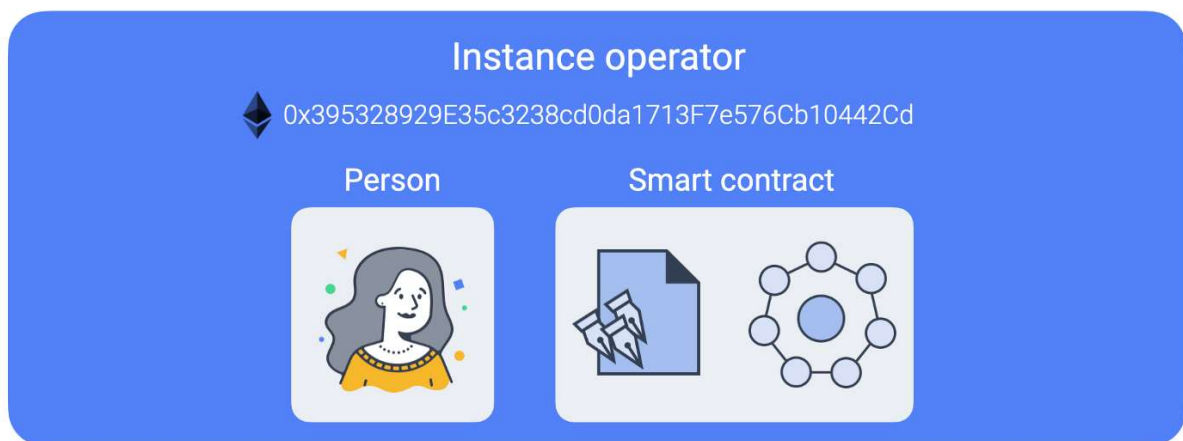 Instance operator
0x395328929E35c3238cd0da1713F7e576Cb10442Cd
Person
Smart contract